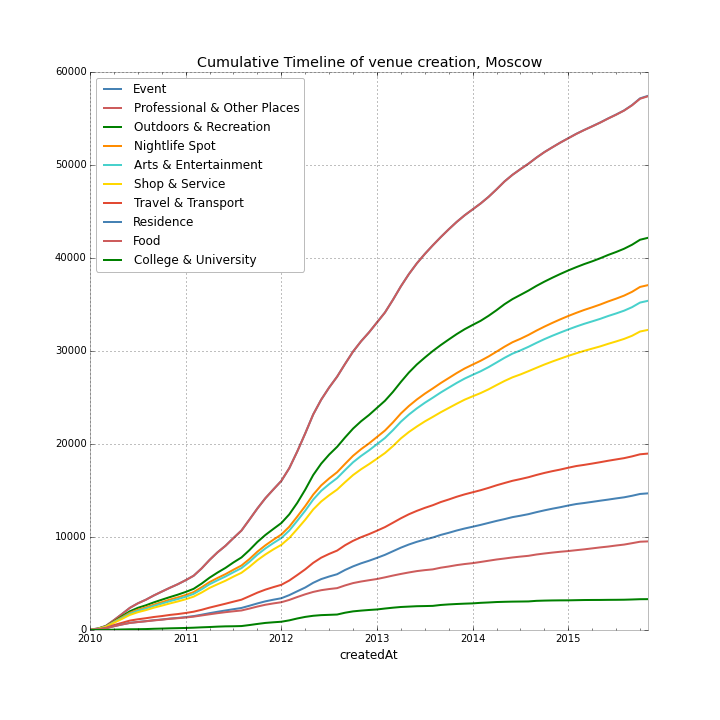 Cumulative Timeline of venue creation, Moscow
60000
50000
40000
30000
20000
10000
0
Event
Professional & Other Places
Outdoors & Recreation
Nightlife Spot
Arts & Entertainment
Shop & Service
Travel & Transport
Residence
Food
College & University
2010 2011 2012 2013 2014 2015
createdAt